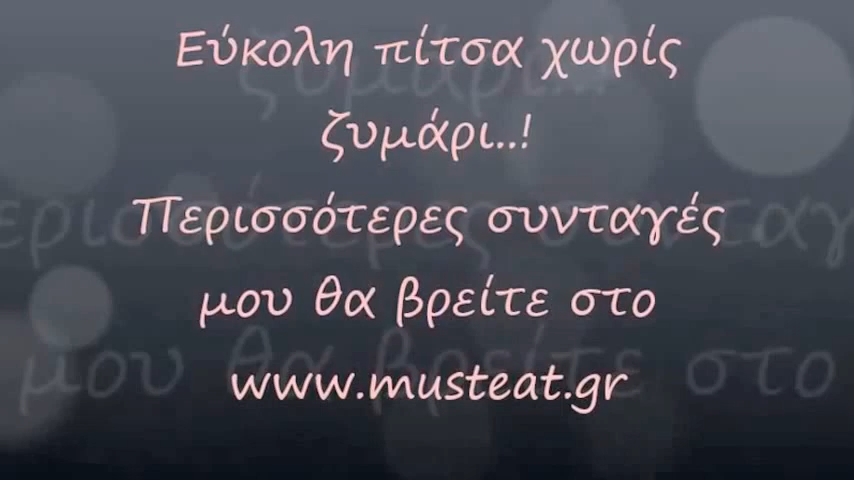 Εύκολη πίτσα χωρίς
ζυμάρι..!
Περισσότερες συνταγές
μου θα βρείτε στο
www.musteat.gr